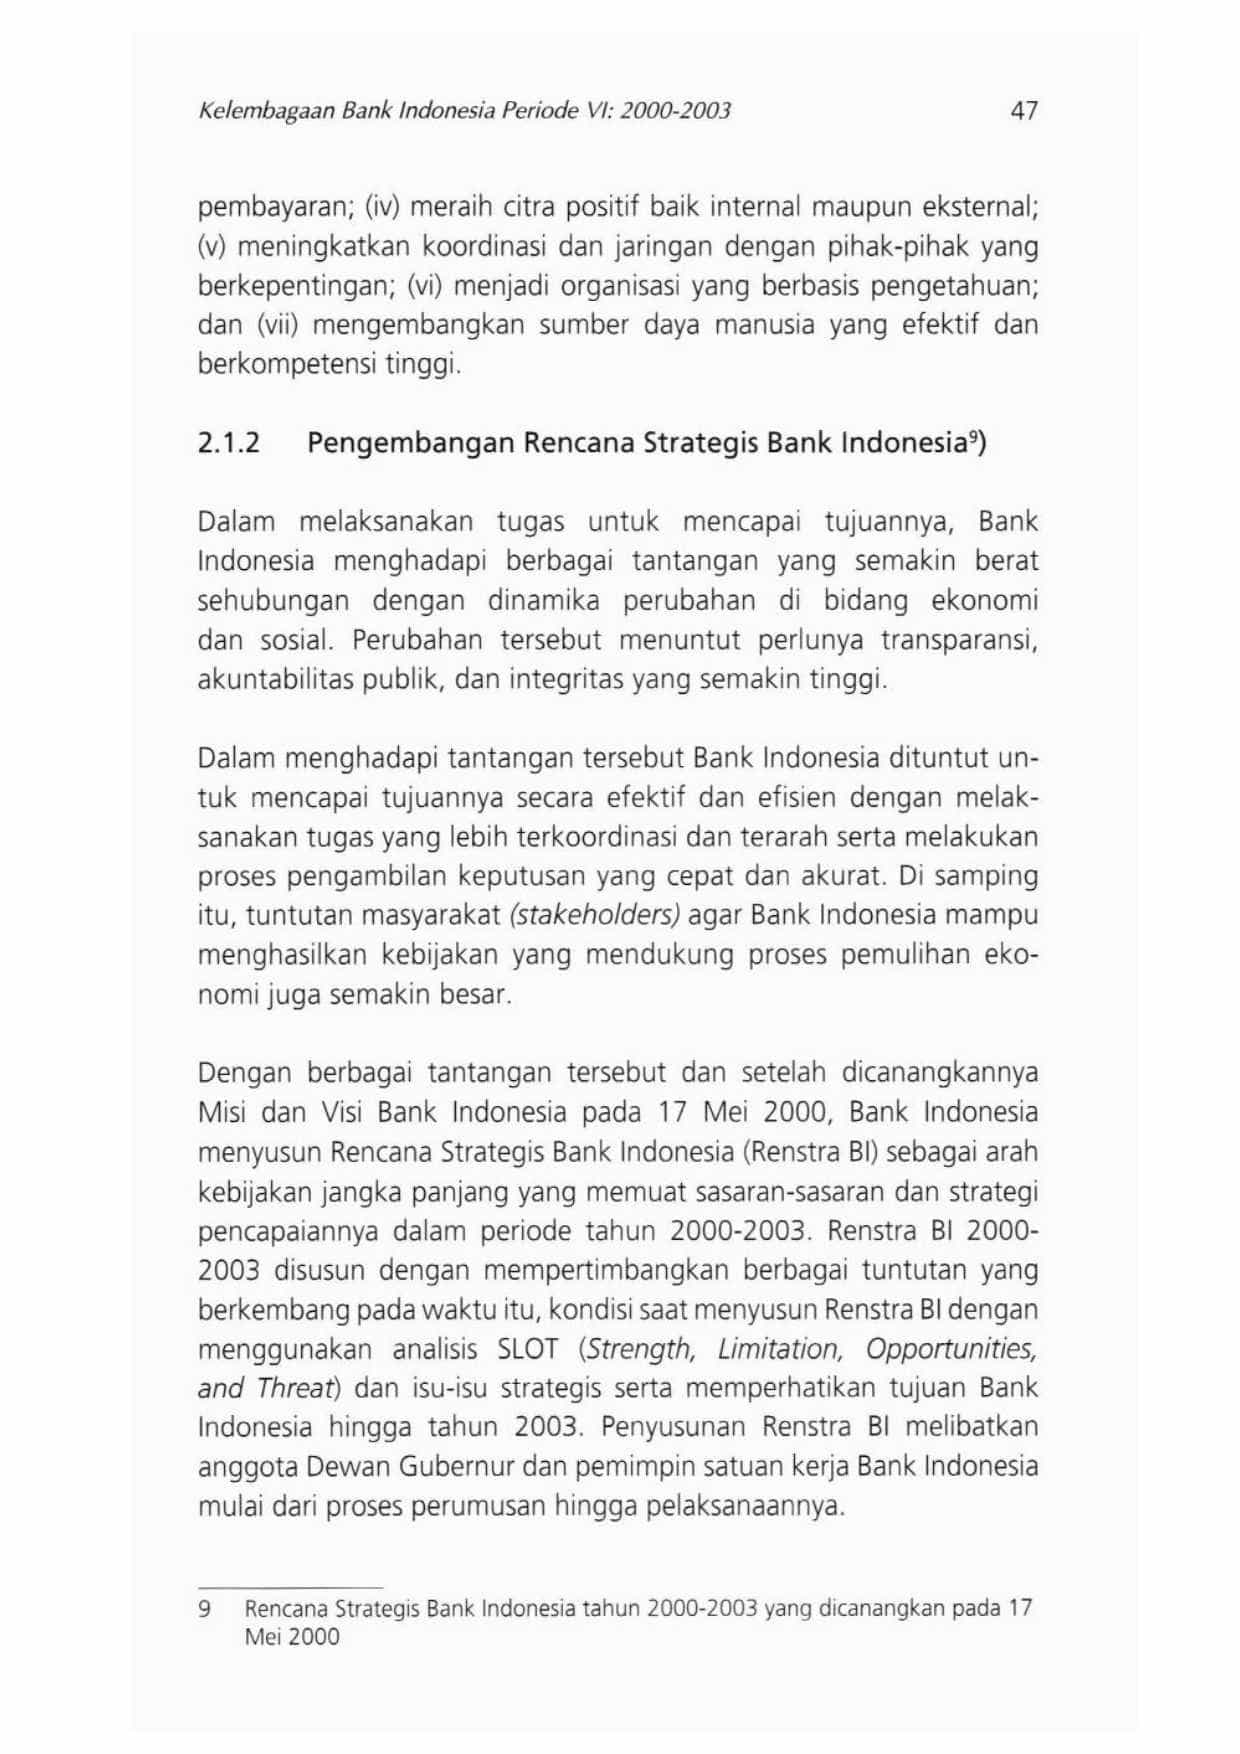 Kelembagaan Bank Indonesia Periode VI: 2000-2003 47
pembayaran; (iv) meraih citra positif baik internal maupun eksternal;
(v) meningkatkan koordinasi dan jaringan dengan pihak-pihak yang
berkepentingan; (vi) menjadi organisasi yang berbasis pengetahuan;
dan (vii) mengembangkan sumber daya manusia yang efektif dan
berkompetensi tinggi.
2.1.2 Pengembangan Rencana Strategis Bank Indonesia⁹)
Dalam melaksanakan tugas untuk mencapai tujuannya, Bank
Indonesia menghadapi berbagai tantangan yang semakin berat
sehubungan dengan dinamika perubahan di bidang ekonomi
dan sosial. Perubahan tersebut menuntut perlunya transparansi,
akuntabilitas publik, dan integritas yang semakin tinggi.
Dalam menghadapi tantangan tersebut Bank Indonesia dituntut un-
tuk mencapai tujuannya secara efektif dan efisien dengan melak-
sanakan tugas yang lebih terkoordinasi dan terarah serta melakukan
proses pengambilan keputusan yang cepat dan akurat. Di samping
itu, tuntutan masyarakat (stakeholders) agar Bank Indonesia mampu
menghasilkan kebijakan yang mendukung proses pemulihan eko-
nomi juga semakin besar.
Dengan berbagai tantangan tersebut dan setelah dicanangkannya
Misi dan Visi Bank Indonesia pada 17 Mei 2000, Bank Indonesia
menyusun Rencana Strategis Bank Indonesia (Renstra BI) sebagai arah
kebijakan jangka panjang yang memuat sasaran-sasaran dan strategi
pencapaiannya dalam periode tahun 2000-2003. Renstra BI 2000-
2003 disusun dengan mempertimbangkan berbagai tuntutan yang
berkembang pada waktu itu, kondisi saat menyusun Renstra BI dengan
menggunakan analisis SLOT (Strength, Limitation, Opportunities,
and Threat) dan isu-isu strategis serta memperhatikan tujuan Bank
Indonesia hingga tahun 2003. Penyusunan Renstra BI melibatkan
anggota Dewan Gubernur dan pemimpin satuan kerja Bank Indonesia
mulai dari proses perumusan hingga pelaksanaannya.
9 Rencana Strategis Bank Indonesia tahun 2000-2003 yang dicanangkan pada 17
Mei 2000